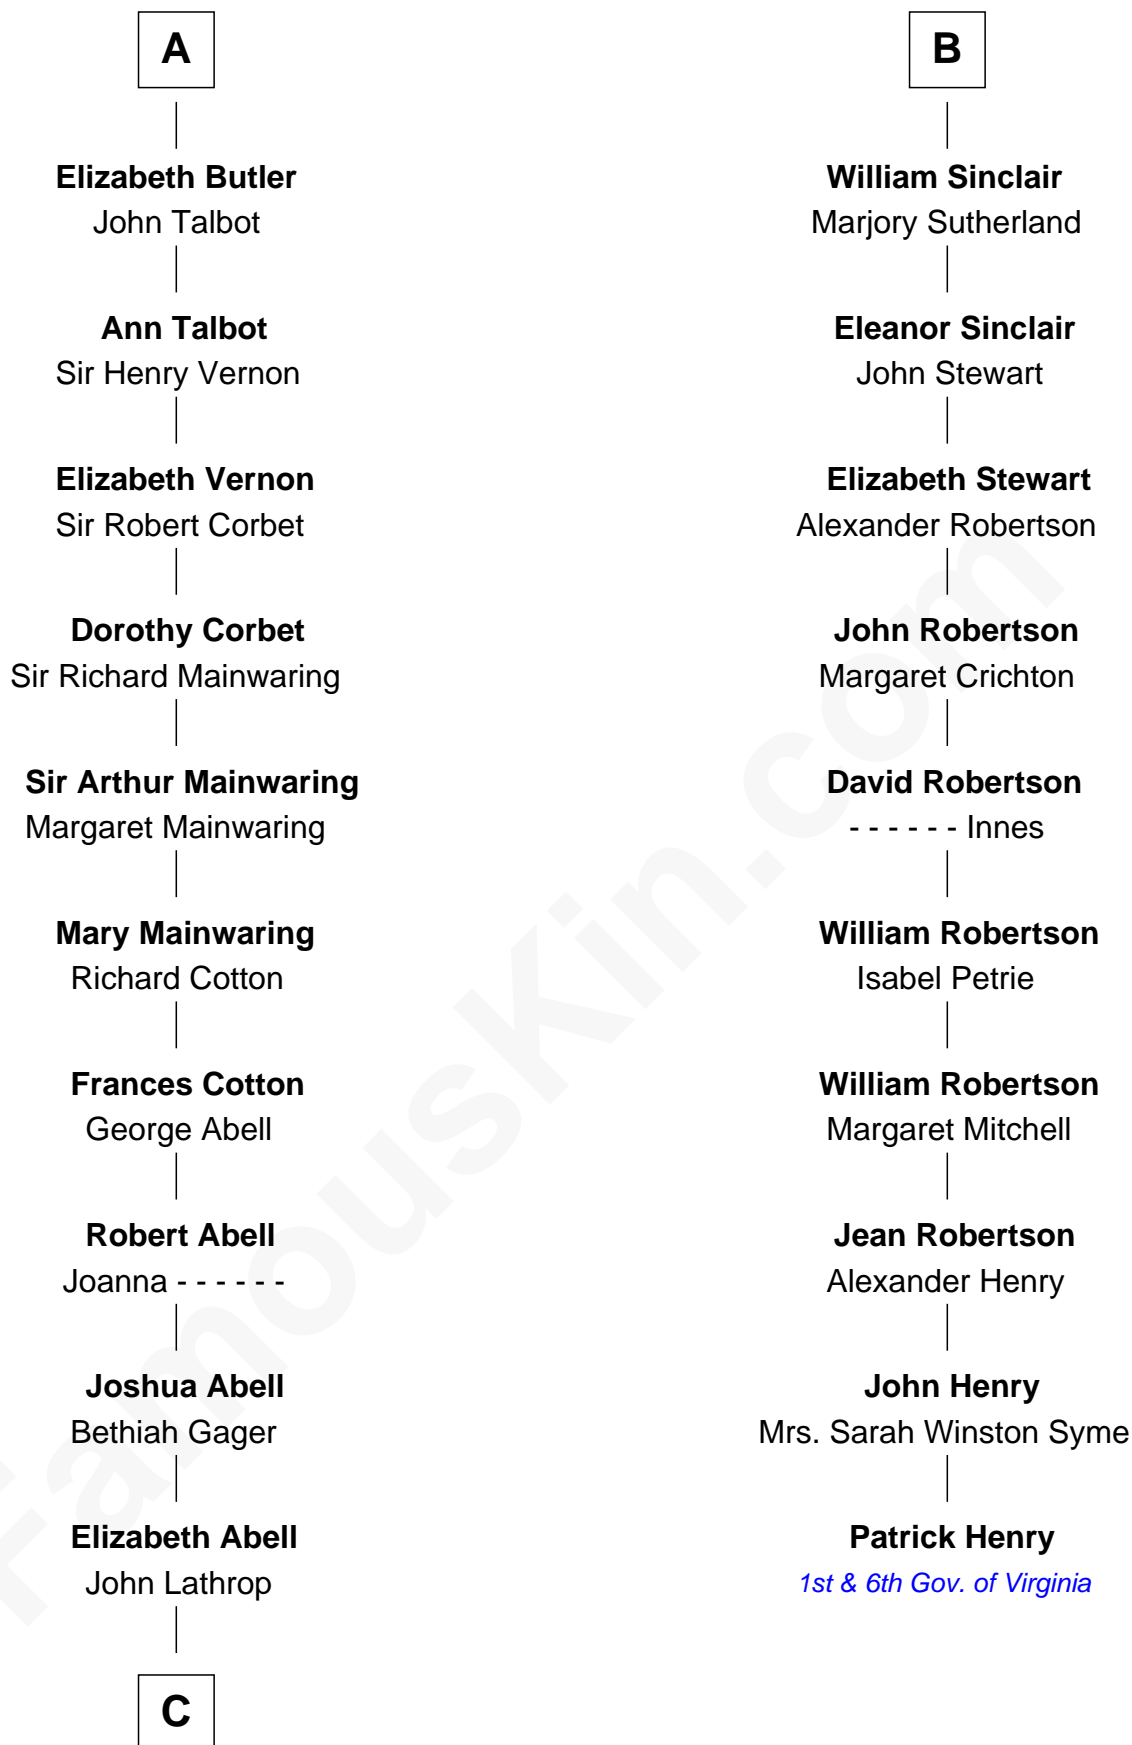 A
Elizabeth Butler
John Talbot
Ann Talbot
Sir Henry Vernon
Elizabeth Vernon
Sir Robert Corbet
Dorothy Corbet
Sir Richard Mainwaring
Sir Arthur Mainwaring
Margaret Mainwaring
Mary Mainwaring
Richard Cotton
Frances Cotton
George Abell
Robert Abell
Joanna - - - - - -
Joshua Abell
Bethiah Gager
Elizabeth Abell
John Lathrop
C
B
William Sinclair
Marjory Sutherland
Eleanor Sinclair
John Stewart
Elizabeth Stewart
Alexander Robertson
John Robertson
Margaret Crichton
David Robertson
- - - - - - Innes
William Robertson
Isabel Petrie
William Robertson
Margaret Mitchell
Jean Robertson
Alexander Henry
John Henry
Mrs. Sarah Winston Syme
Patrick Henry
1st & 6th Gov. of Virginia
FamousKin.com